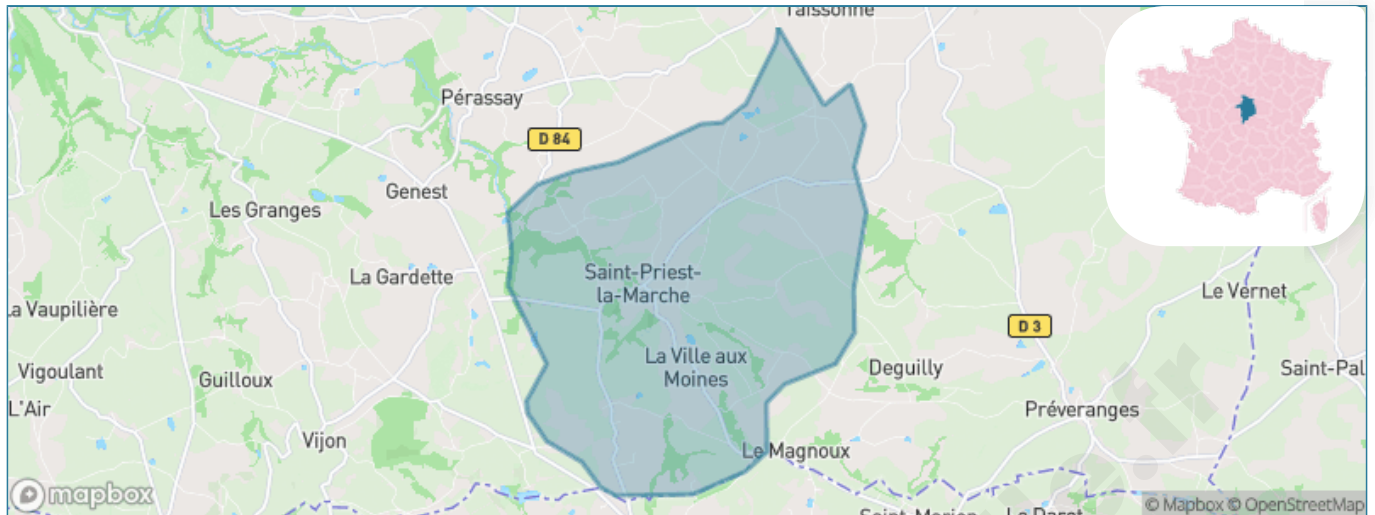 Taissonne
Pérassay
D 84
Genest
Les Granges
La Gardette
Saint-Priest-
la-Marche
Le Vernet
La Vaupilière
D 3
La Ville aux
Moines
Deguilly
Saint-Pal
Vigoulant
Guilloux
L'Air
Préveranges
Vijon
Le Magnoux
mapbox
© Mapbox © OpenStreetMap